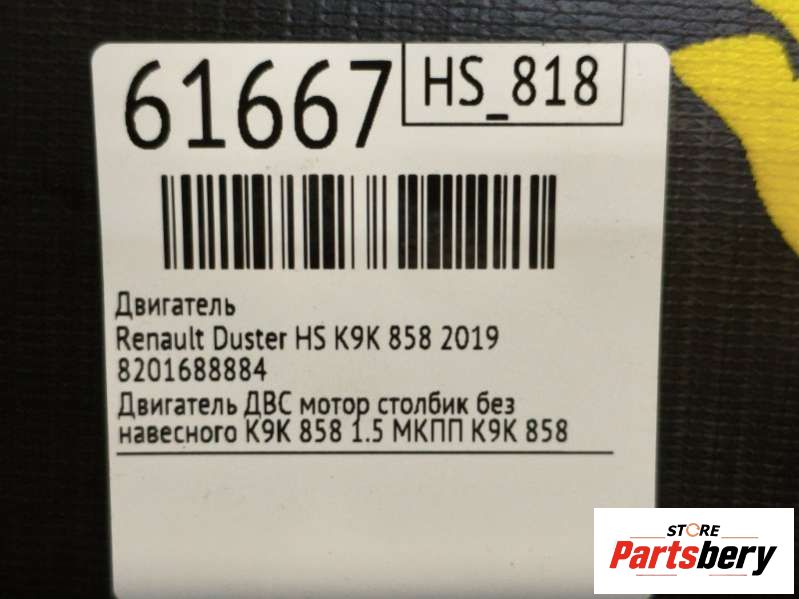 61667
HS_818
Двигатель
Renault Duster HS K9K 858 2019
8201688884
Двигатель ДВС мотор столбик без
навесного K9K 858 1.5 МКПП K9K 858
STORE
Partsbery